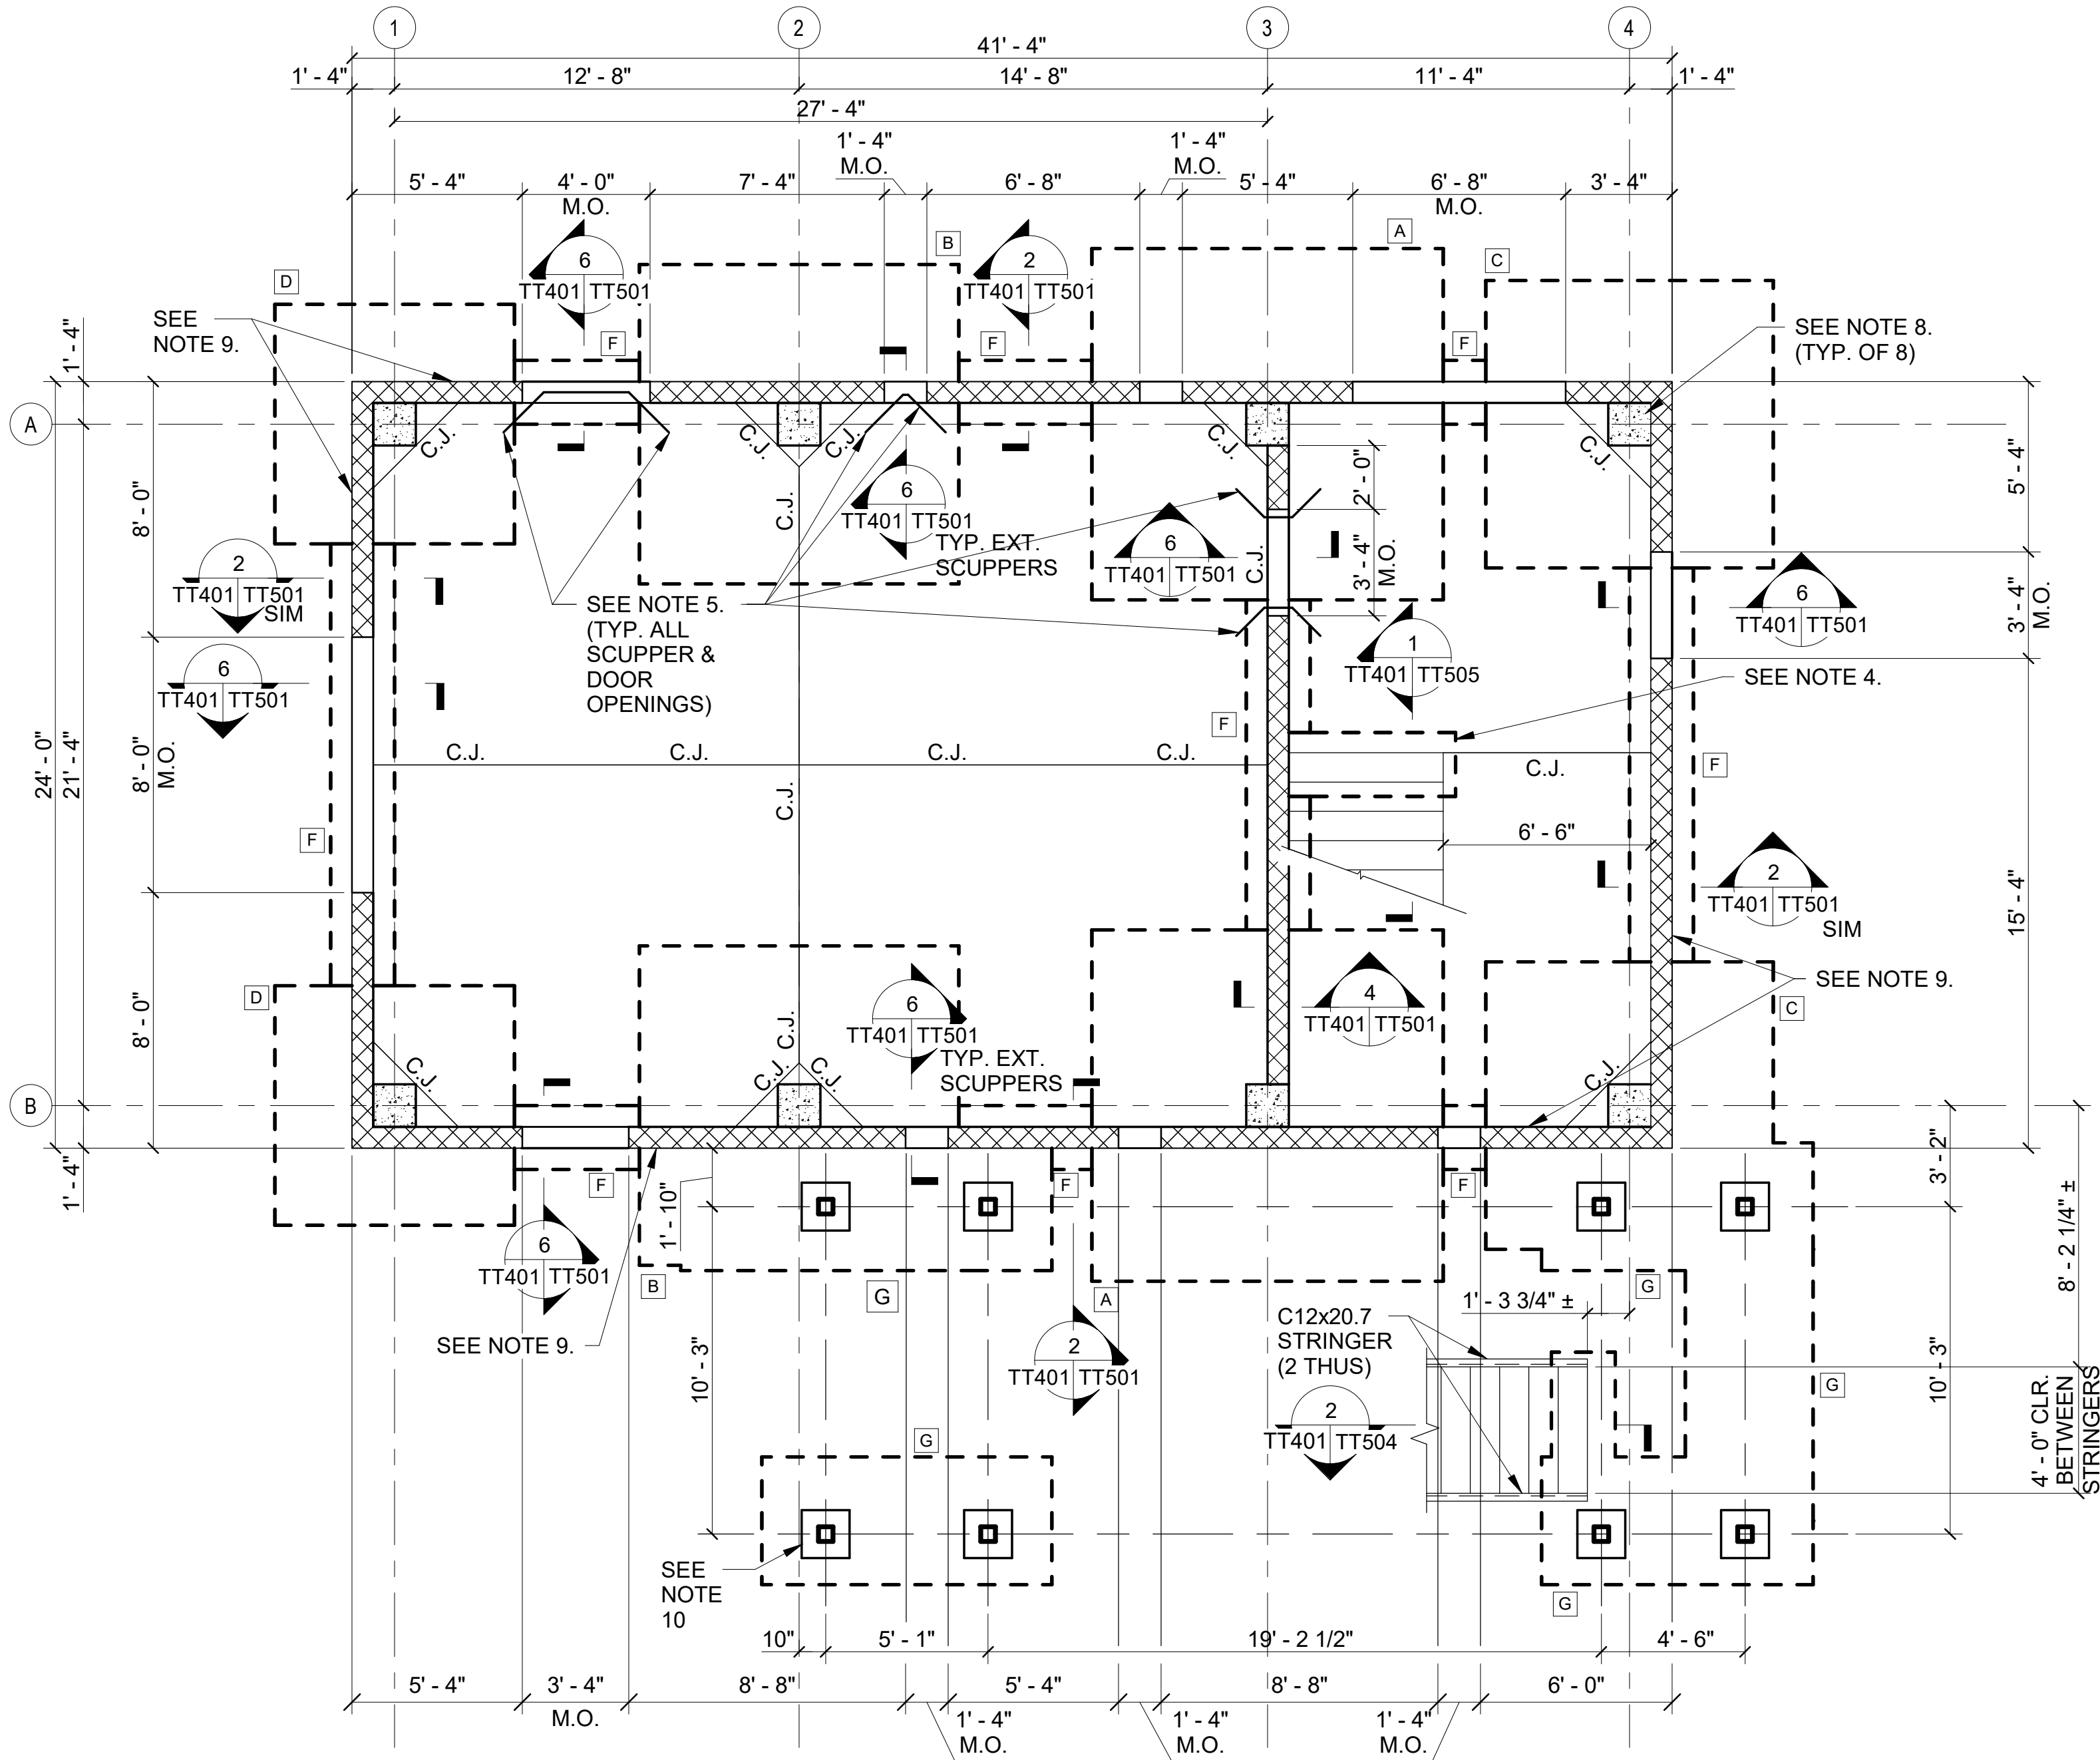 1
2
3
4
41' - 4"
1' - 4"
12' - 8"
14' - 8"
11' - 4"
1' - 4"
27' - 4"
1' - 4"
M.O.
1' - 4"
M.O.
5' - 4"
4' - 0"
M.O.
7' - 4"
6' - 8"
5' - 4"
6' - 8"
M.O.
3' - 4"
D
6
TT401
TT501
B
2
TT401
TT501
A
C
SEE
NOTE 9.
F
F
F
SEE NOTE 8.
(TYP. OF 8)
1' - 4"
A
C.J.
C.J.
C.J.
C.J.
C.J.
8' - 0"
C.J.
6
TT401
TT501
TYP. EXT.
SCUPPERS
6
TT401
TT501
C.J.
2' - 0"
3' - 4"
M.O.
5' - 4"
3' - 4"
M.O.
2
TT401
TT501
SIM
6
TT401
TT501
SEE NOTE 5.
(TYP. ALL
SCUPPER &
DOOR
OPENINGS)
6
TT401
TT501
1
TT401
TT505
SEE NOTE 4.
F
24' - 0"
21' - 4"
8' - 0"
M.O.
C.J.
C.J.
C.J.
C.J.
C.J.
C.J.
F
F
6' - 6"
2
TT401
TT501
SIM
15' - 4"
D
8' - 0"
C.J.
6
TT401
TT501
TYP. EXT.
SCUPPERS
4
TT401
TT501
SEE NOTE 9.
C
C.J.
C.J.
C.J.
C.J.
B
1' - 4"
F
F
F
3' - 2"
8' - 2 1/4" ±
1' - 10"
6
TT401
TT501
B
G
A
G
1' - 3 3/4" ±
C12x20.7
STRINGER
(2 THUS)
SEE NOTE 9.
2
TT401
TT501
10' - 3"
G
10' - 3"
4' - 0" CLR.
BETWEEN
STRINGERS
2
TT401
TT504
G
SEE
NOTE
10
G
10"
5' - 1"
19' - 2 1/2"
4' - 6"
5' - 4"
3' - 4"
M.O.
8' - 8"
1' - 4"
M.O.
5' - 4"
1' - 4"
M.O.
8' - 8"
1' - 4"
M.O.
6' - 0"